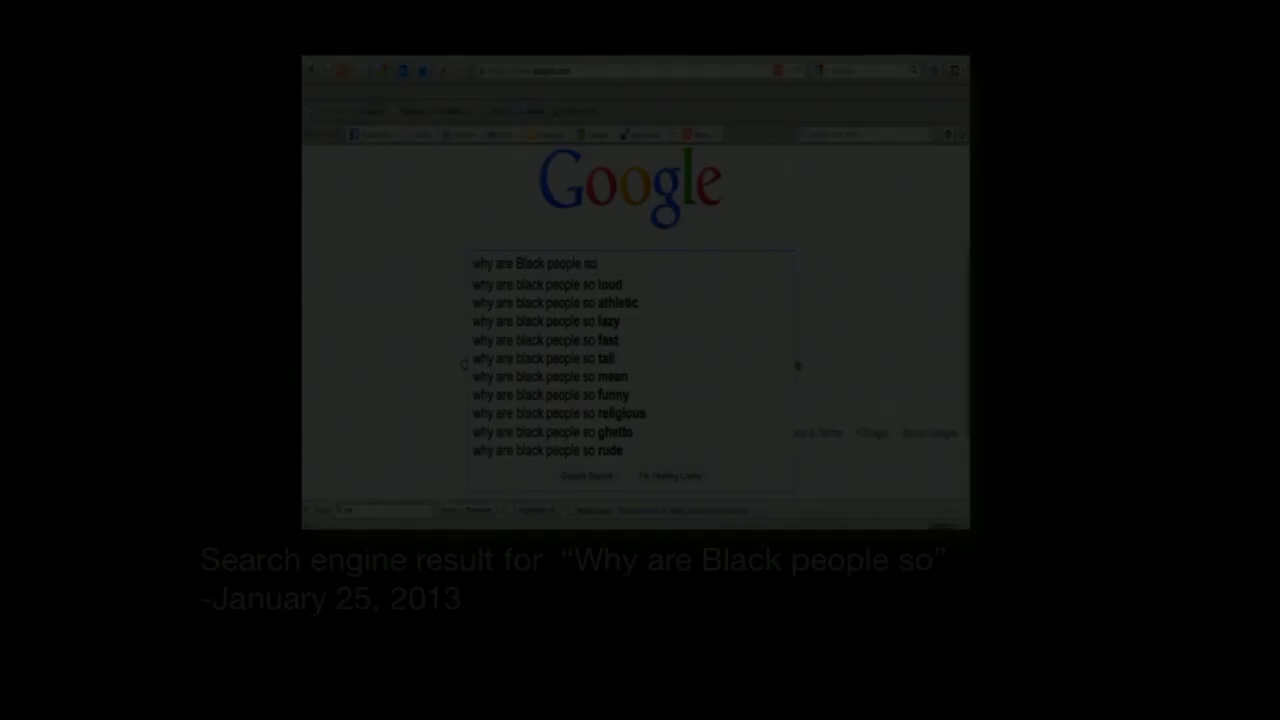 Google
why are Black people so
why are black people so loud
why are black people so athletic
why are black people so lazy
why are black people so fast
why are black people so tall
why are black people so mean
why are black people so funny
why are black people so religious
why are black people so ghetto
why are black people so rude
Google Search I'm Feeling Lucky
Search engine result for “Why are Black people so”
-January 25, 2013